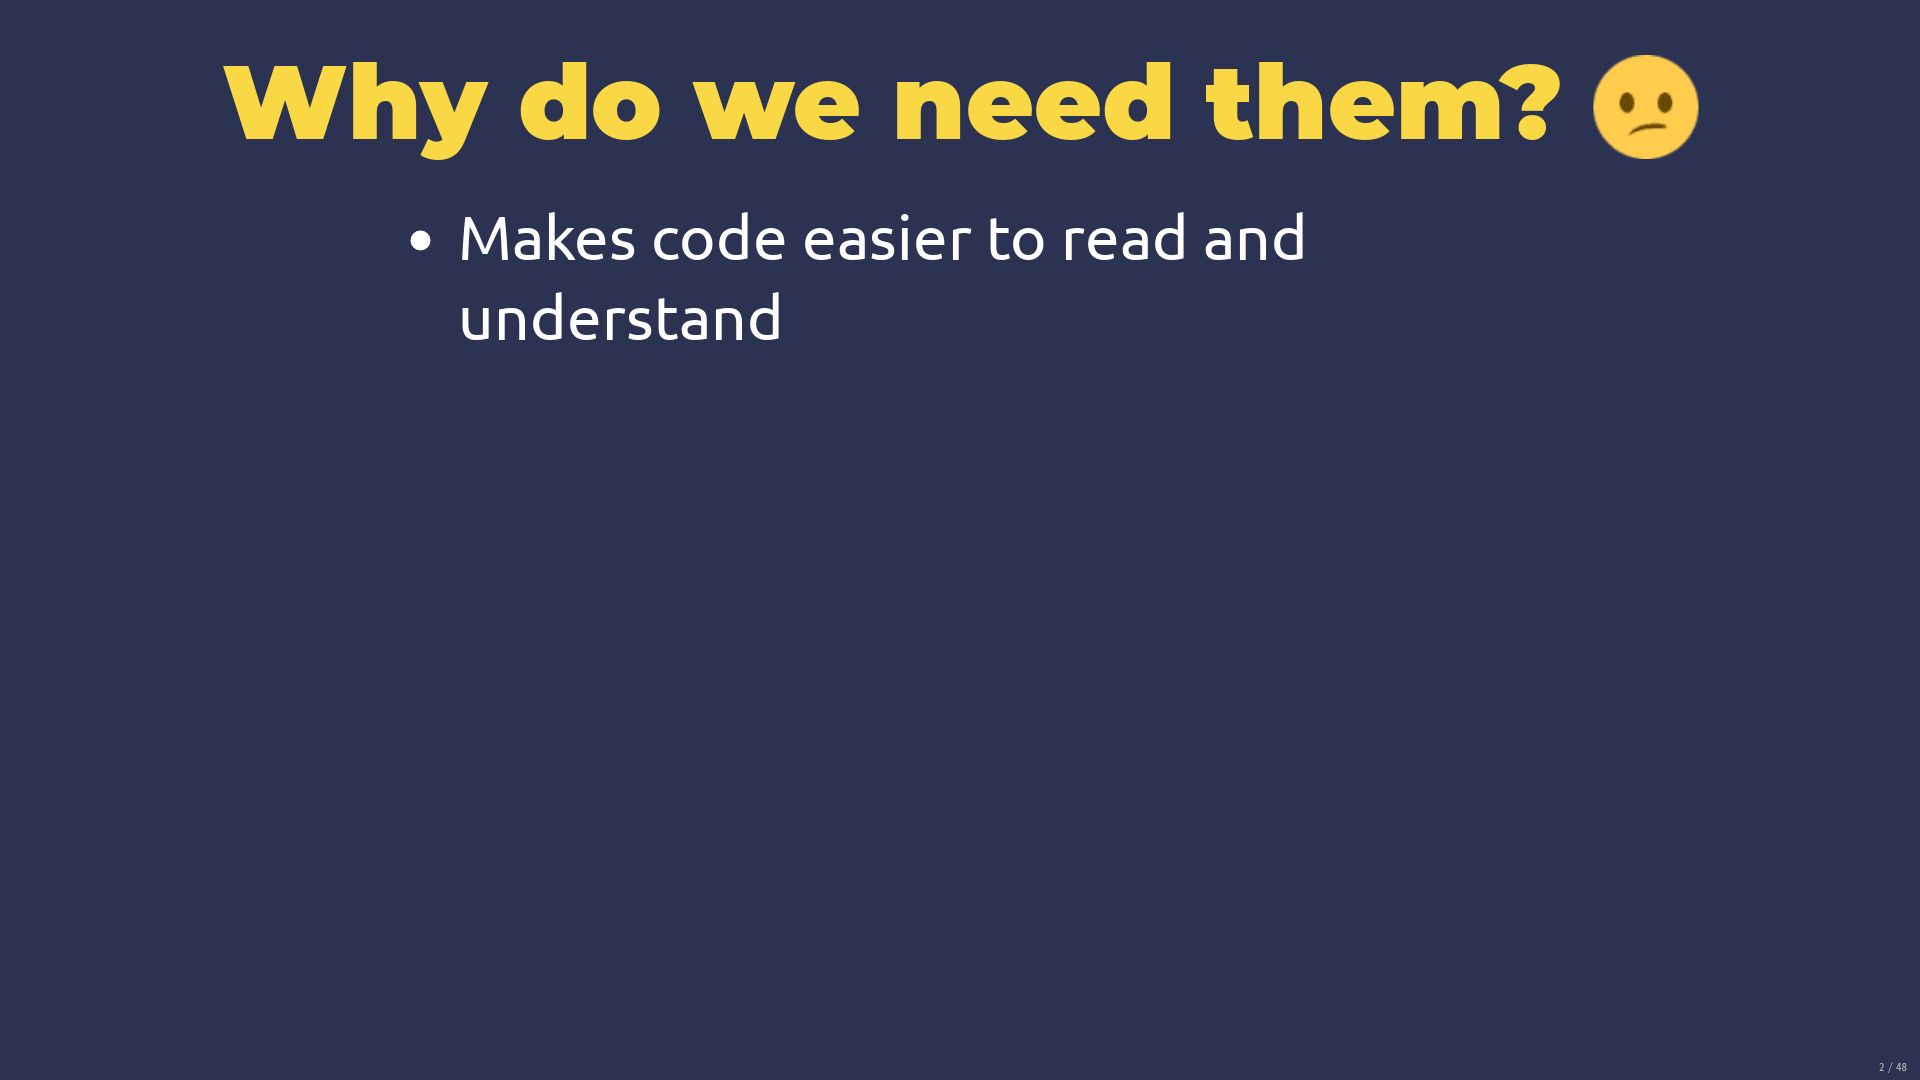 Why do we need them? 😕
• Makes code easier to read and
understand
2 / 48